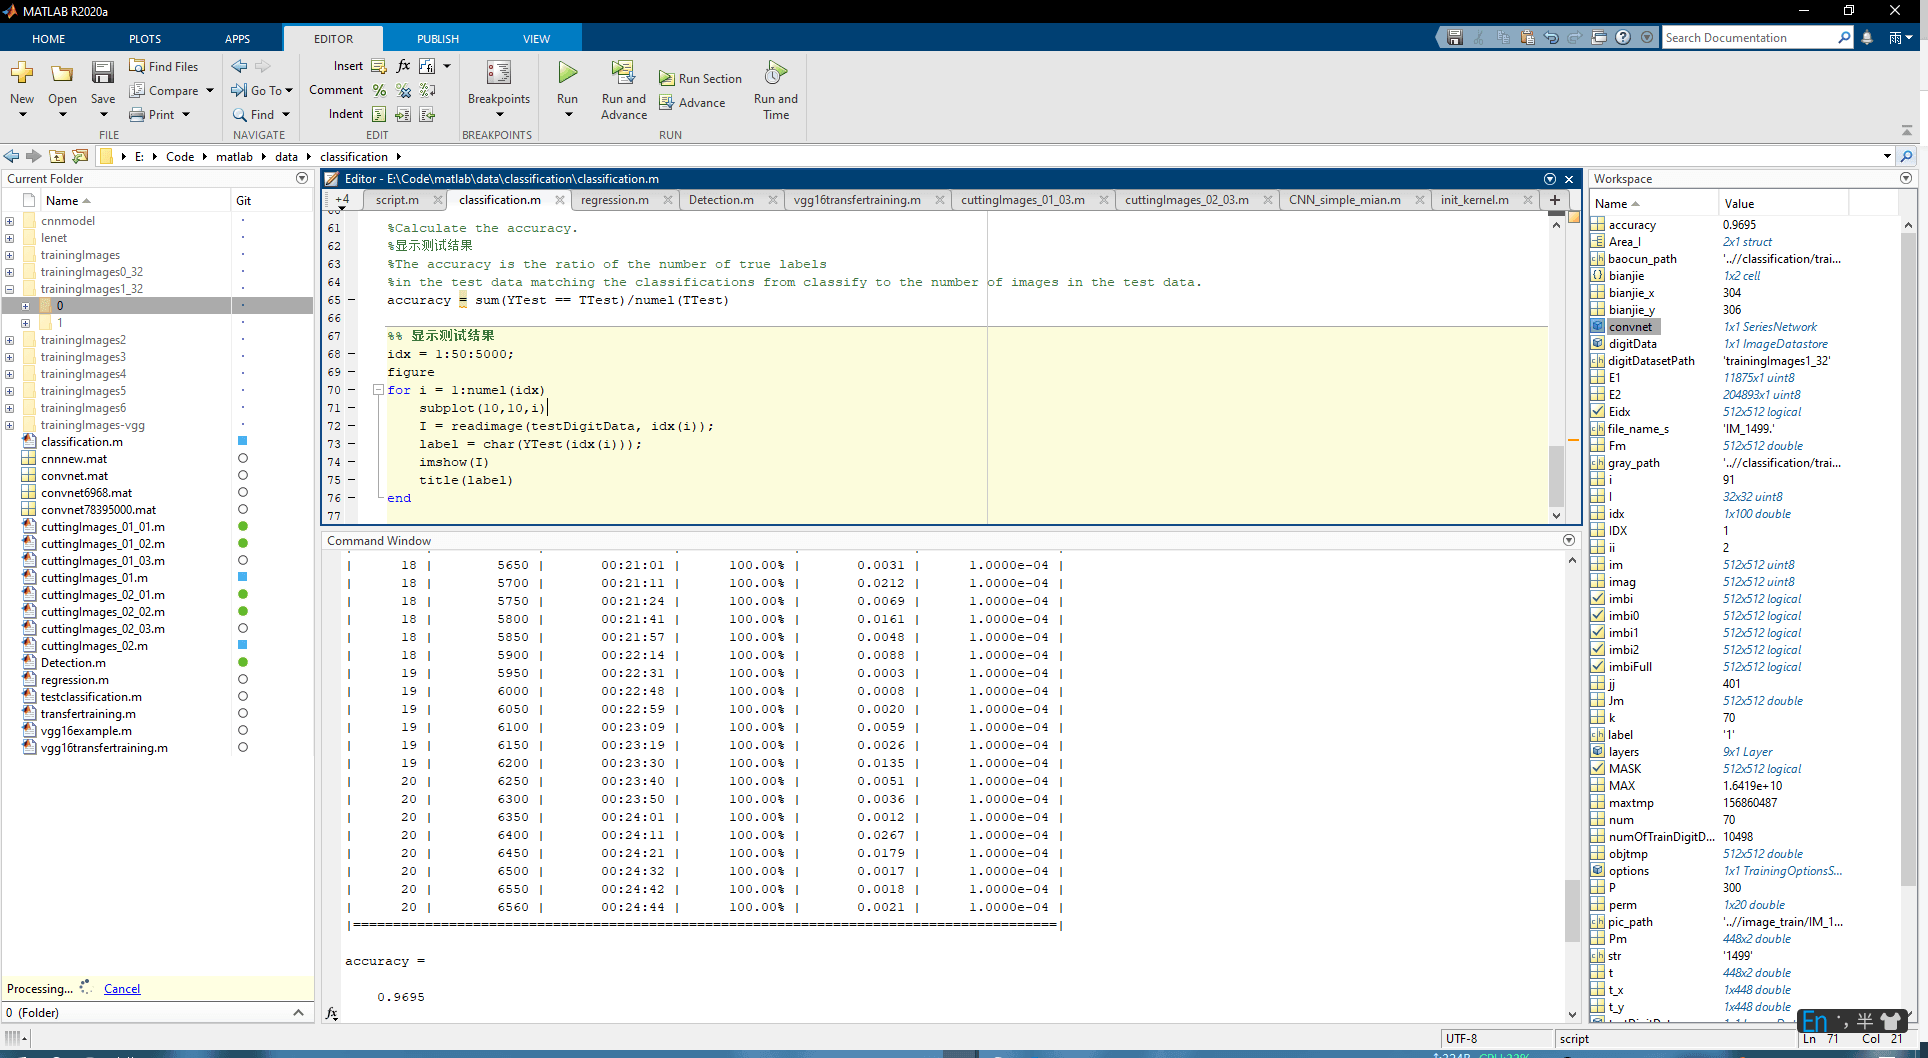 MATLAB R2020a
HOME PLOTS APPS EDITOR PUBLISH VIEW
Search Documentation
雨
New Open Save Find Files Compare Print
FILE
Go To Find
NAVIGATE
Insert fx
Comment
Indent
EDIT
Breakpoints
BREAKPOINTS
Run Run and Advance Run Section Advance Run and Time
RUN
E: Code matlab data classification
Current Folder
Name Git
cnnmodel
lenet
trainingImages
trainingImages0_32
trainingImages1_32
0
1
trainingImages2
trainingImages3
trainingImages4
trainingImages5
trainingImages6
trainingImages-vgg
classification.m
cnnnew.mat
convnet.mat
convnet6968.mat
convnet78395000.mat
cuttingImages_01_01.m
cuttingImages_01_02.m
cuttingImages_01_03.m
cuttingImages_01.m
cuttingImages_02_01.m
cuttingImages_02_02.m
cuttingImages_02_03.m
cuttingImages_02.m
Detection.m
regression.m
testclassification.m
transfertraining.m
vgg16example.m
vgg16transfertraining.m
Processing... Cancel
0 (Folder)
Editor - E:\Code\matlab\data\classification\classification.m
+4 script.m classification.m regression.m Detection.m vgg16transfertraining.m cuttingImages_01_03.m cuttingImages_02_03.m CNN_simple_mian.m init_kernel.m
61 %Calculate the accuracy.
62 %显示测试结果
63 %The accuracy is the ratio of the number of true labels
64 %in the test data matching the classifications from classify to the number of images in the test data.
65 accuracy = sum(YTest == TTest)/numel(TTest)
66
67 %% 显示测试结果
68 idx = 1:50:5000;
69 figure
70 for i = 1:numel(idx)
71 subplot(10,10,i)
72 I = readimage(testDigitData, idx(i));
73 label = char(YTest(idx(i)));
74 imshow(I)
75 title(label)
76 end
77
Command Window
| 18 | 5650 | 00:21:01 | 100.00% | 0.0031 | 1.0000e-04 |
| 18 | 5700 | 00:21:11 | 100.00% | 0.0212 | 1.0000e-04 |
| 18 | 5750 | 00:21:24 | 100.00% | 0.0069 | 1.0000e-04 |
| 18 | 5800 | 00:21:41 | 100.00% | 0.0161 | 1.0000e-04 |
| 18 | 5850 | 00:21:57 | 100.00% | 0.0048 | 1.0000e-04 |
| 18 | 5900 | 00:22:14 | 100.00% | 0.0088 | 1.0000e-04 |
| 19 | 5950 | 00:22:31 | 100.00% | 0.0003 | 1.0000e-04 |
| 19 | 6000 | 00:22:48 | 100.00% | 0.0008 | 1.0000e-04 |
| 19 | 6050 | 00:22:59 | 100.00% | 0.0020 | 1.0000e-04 |
| 19 | 6100 | 00:23:09 | 100.00% | 0.0059 | 1.0000e-04 |
| 19 | 6150 | 00:23:19 | 100.00% | 0.0026 | 1.0000e-04 |
| 19 | 6200 | 00:23:30 | 100.00% | 0.0135 | 1.0000e-04 |
| 20 | 6250 | 00:23:40 | 100.00% | 0.0051 | 1.0000e-04 |
| 20 | 6300 | 00:23:50 | 100.00% | 0.0036 | 1.0000e-04 |
| 20 | 6350 | 00:24:01 | 100.00% | 0.0012 | 1.0000e-04 |
| 20 | 6400 | 00:24:11 | 100.00% | 0.0267 | 1.0000e-04 |
| 20 | 6450 | 00:24:21 | 100.00% | 0.0179 | 1.0000e-04 |
| 20 | 6500 | 00:24:32 | 100.00% | 0.0017 | 1.0000e-04 |
| 20 | 6550 | 00:24:42 | 100.00% | 0.0018 | 1.0000e-04 |
| 20 | 6560 | 00:24:44 | 100.00% | 0.0021 | 1.0000e-04 |
|========================================================================================|
accuracy =
0.9695
fx
Workspace
Name Value
accuracy 0.9695
Area_I 2x1 struct
baocun_path '..//classification/trai...
bianjie 1x2 cell
bianjie_x 304
bianjie_y 306
convnet 1x1 SeriesNetwork
digitData 1x1 ImageDatastore
digitDatasetPath 'trainingImages1_32'
E1 11875x1 uint8
E2 204893x1 uint8
Eidx 512x512 logical
file_name_s 'IM_1499.'
Fm 512x512 double
gray_path '..//classification/trai...
i 91
I 32x32 uint8
idx 1x100 double
IDX 1
ii 2
im 512x512 uint8
imag 512x512 uint8
imbi 512x512 logical
imbi0 512x512 logical
imbi1 512x512 logical
imbi2 512x512 logical
imbiFull 512x512 logical
jj 401
Jm 512x512 double
k 70
label '1'
layers 9x1 Layer
MASK 512x512 logical
MAX 1.6419e+10
maxtmp 156860487
num 70
numOfTrainDigitD... 10498
objtmp 512x512 double
options 1x1 TrainingOptionsS...
P 300
perm 1x20 double
pic_path '..//image_train/IM_1...
Pm 448x2 double
str '1499'
t 448x2 double
t_x 1x448 double
t_y 1x448 double
En 半
UTF-8 script Ln 71 Col 21